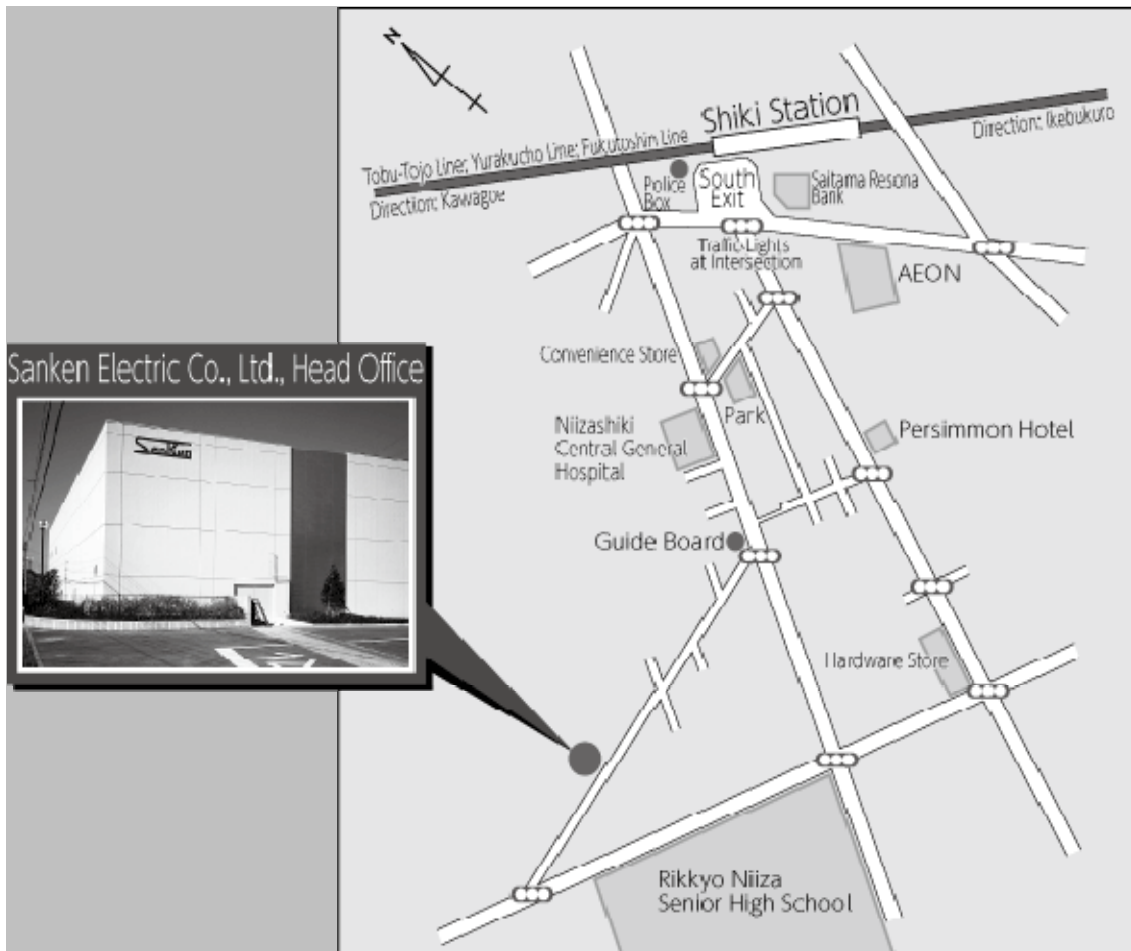 N
Shiki Station
Direction: Ikebukuro
Tobu-Tojo Line; Yurakucho Line; Fukutoshin Line
Direction: Kawagoe
Police
Box
South
Exit
Saitama Resona
Bank
Traffic Lights
at Intersection
AEON
Sanken Electric Co., Ltd., Head Office
SanKen
Convenience Store
Park
Niizashiki
Central General
Hospital
Persimmon Hotel
Guide Board
Hardware Store
Rikkyo Niiza
Senior High School